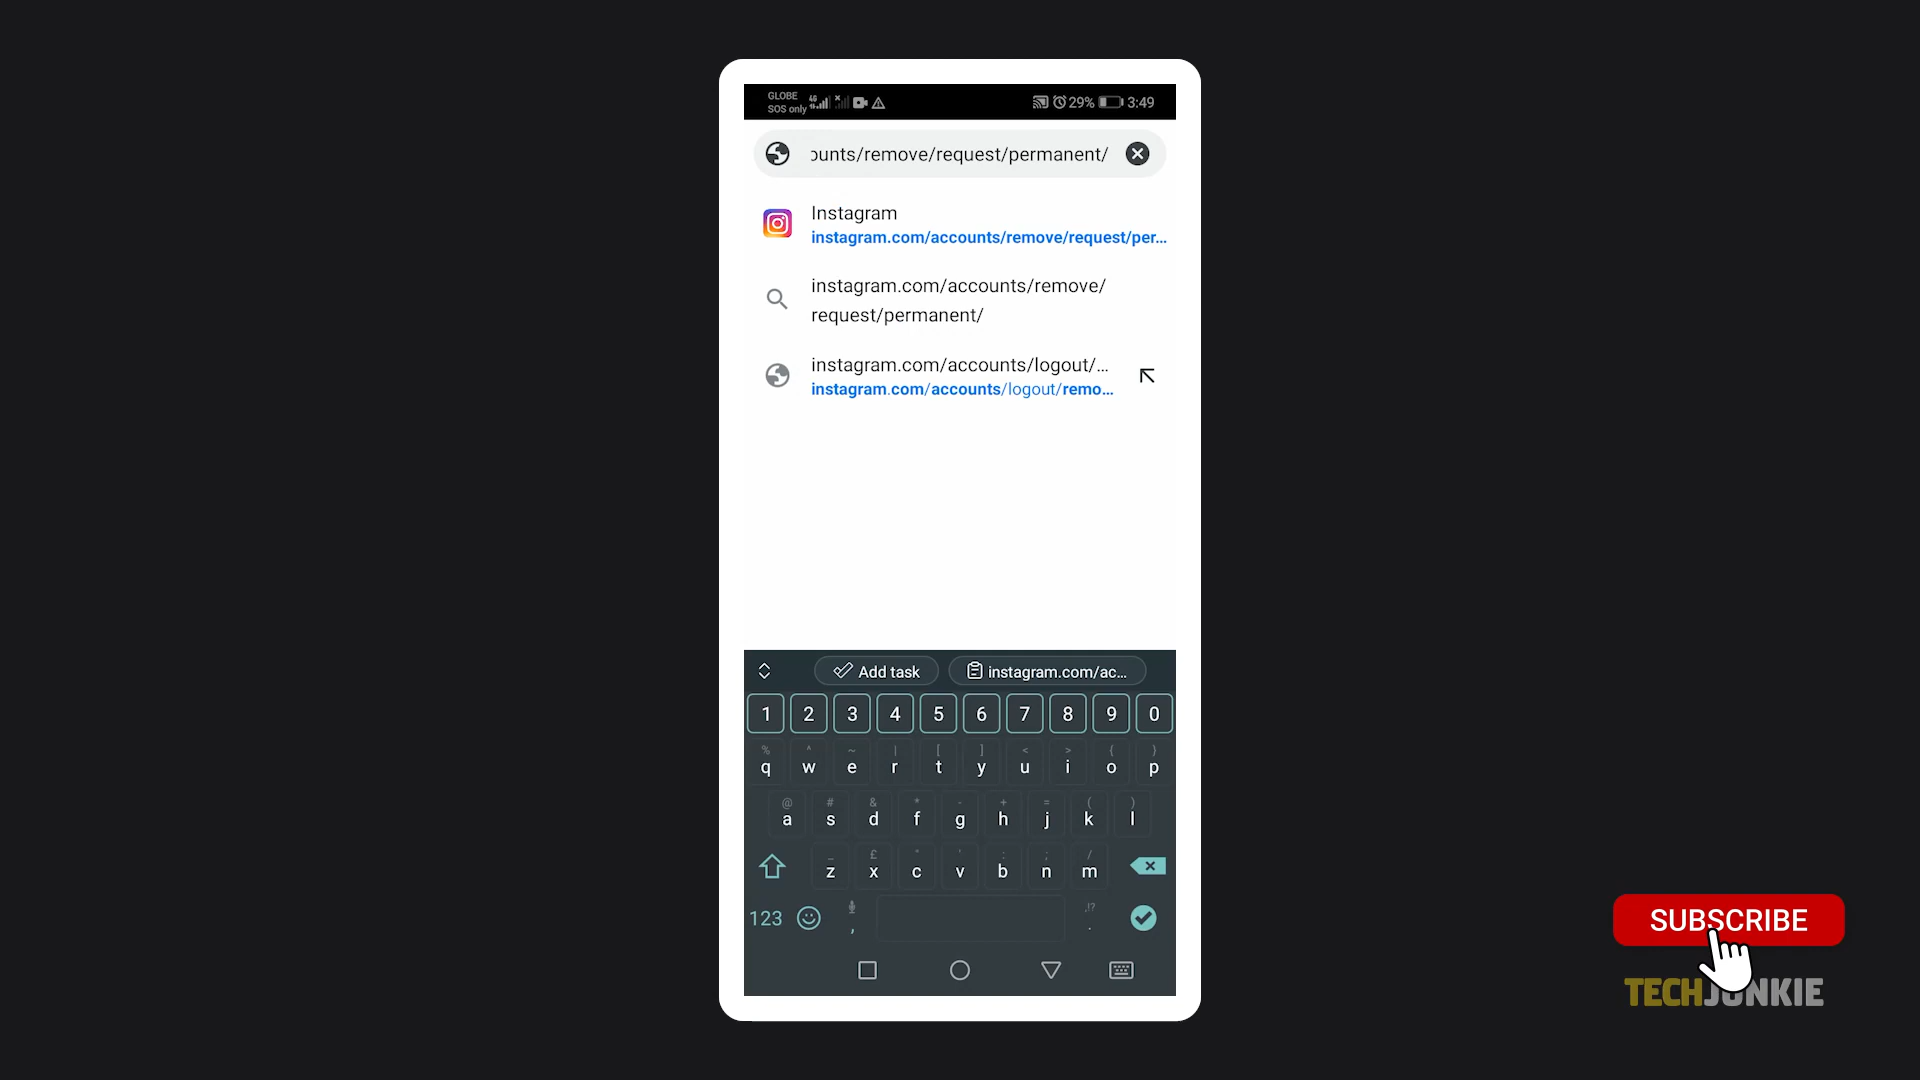 GLOBE
SOS only
4G
29%
3:49
ounts/remove/request/permanent/
Instagram
instagram.com/accounts/remove/request/per...
instagram.com/accounts/remove/
request/permanent/
instagram.com/accounts/logout/...
instagram.com/accounts/logout/remo...
Add task
instagram.com/ac...
1 2 3 4 5 6 7 8 9 0
% ^ ~ | [ ] < > { }
q w e r t y u i o p
@ # & * - + = ( )
a s d f g h j k l
_ £ " ' : ; /
z x c v b n m
123 , ,!? .
SUBSCRIBE
TECHJUNKIE